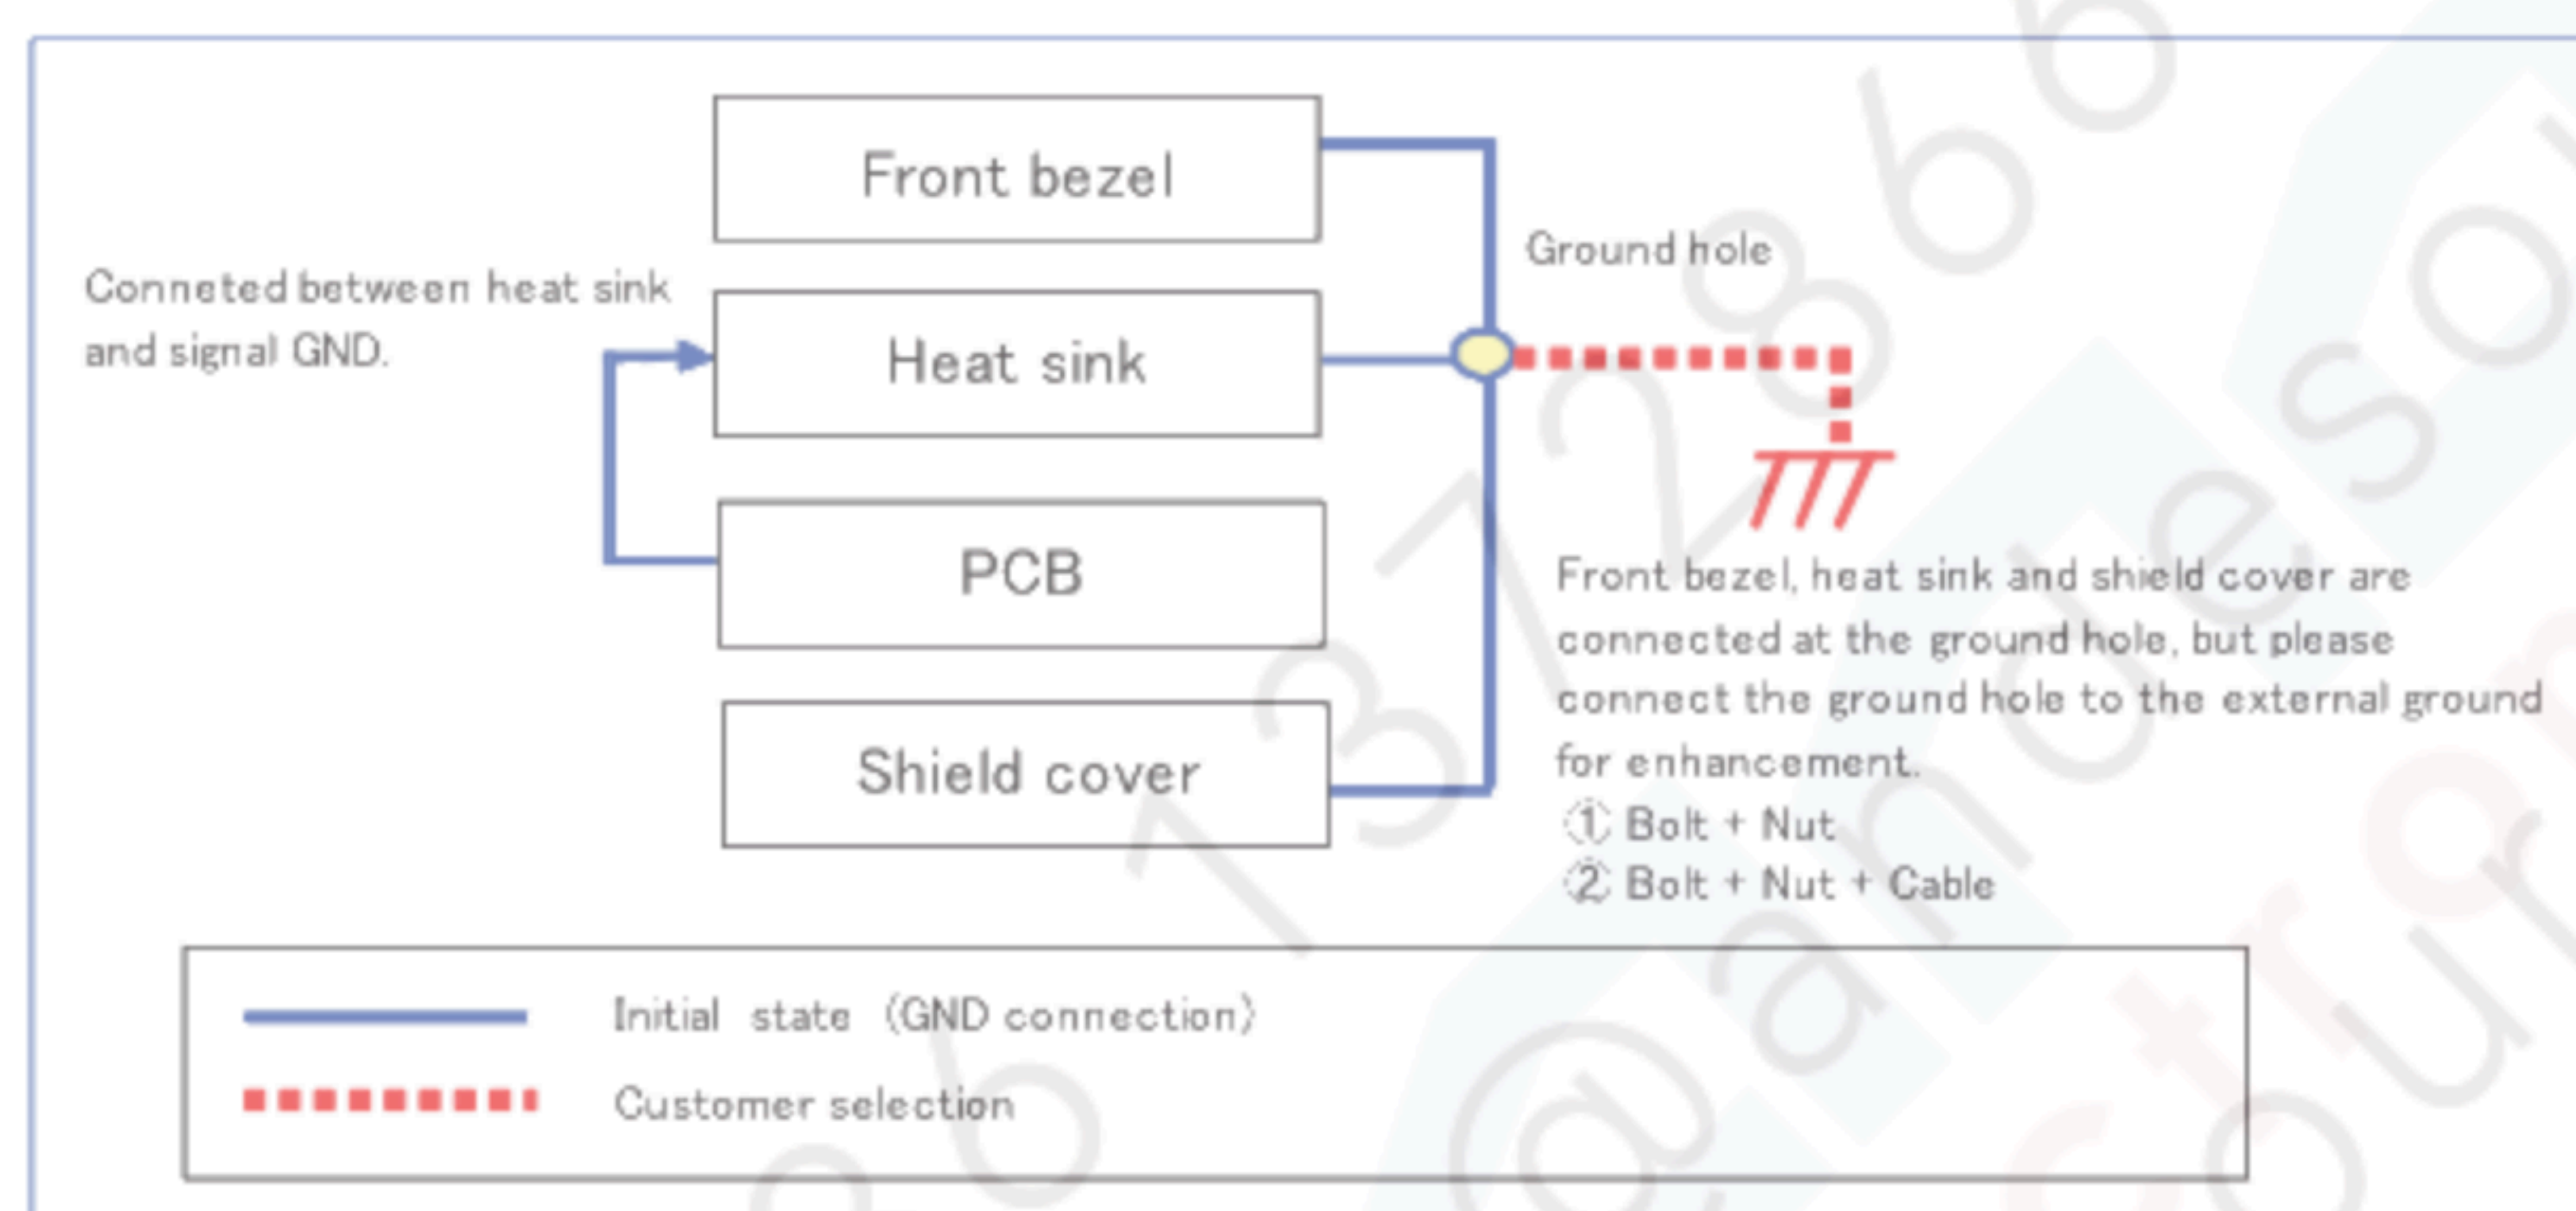 Front bezel
Ground hole
Conneted between heat sink
and signal GND.
Heat sink
PCB
Front bezel, heat sink and shield cover are
connected at the ground hole, but please
connect the ground hole to the external ground
for enhancement.
① Bolt + Nut
② Bolt + Nut + Cable
Shield cover
Initial state (GND connection)
Customer selection